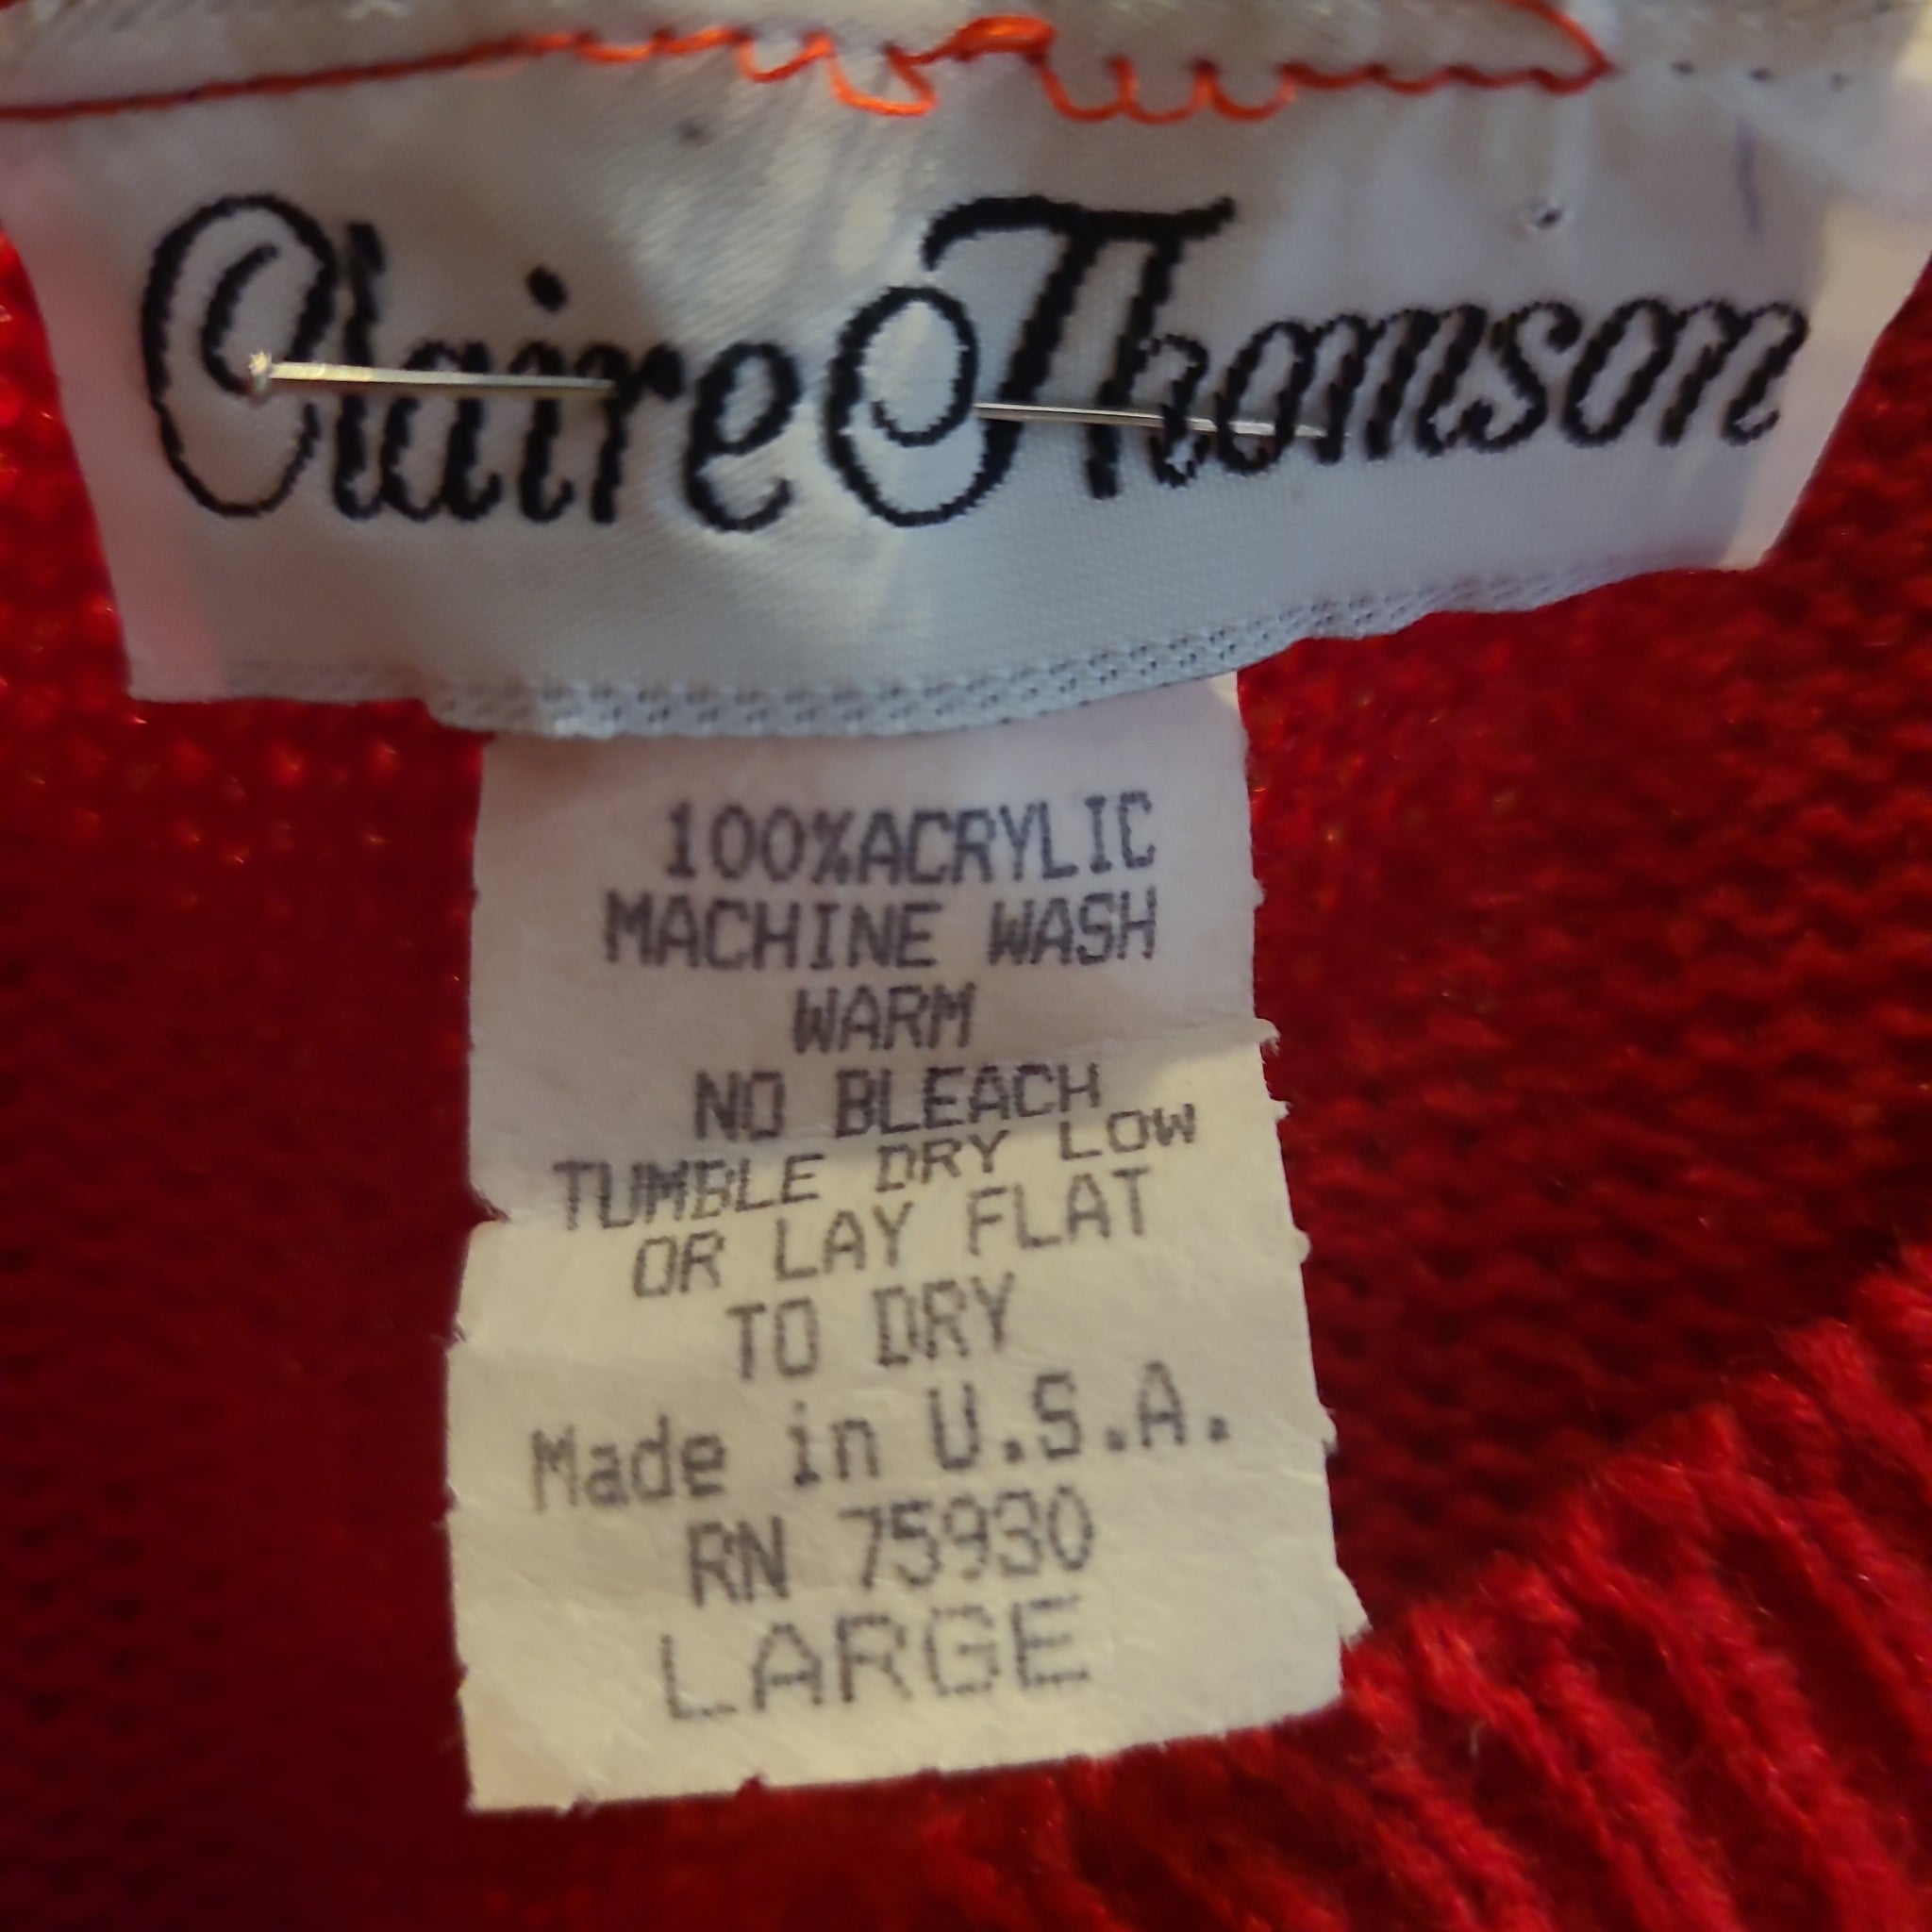 Claire Thomson
100%ACRYLIC
MACHINE WASH
WARM
NO BLEACH
TUMBLE DRY LOW
OR LAY FLAT
TO DRY
Made in U.S.A.
RN 75930
LARGE